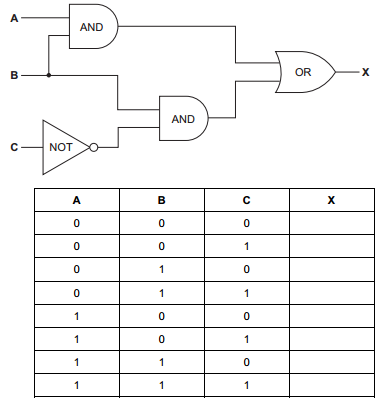 A
AND
B
OR
X
AND
C
NOT
A B C X
0 0 0
0 0 1
0 1 0
0 1 1
1 0 0
1 0 1
1 1 0
1 1 1